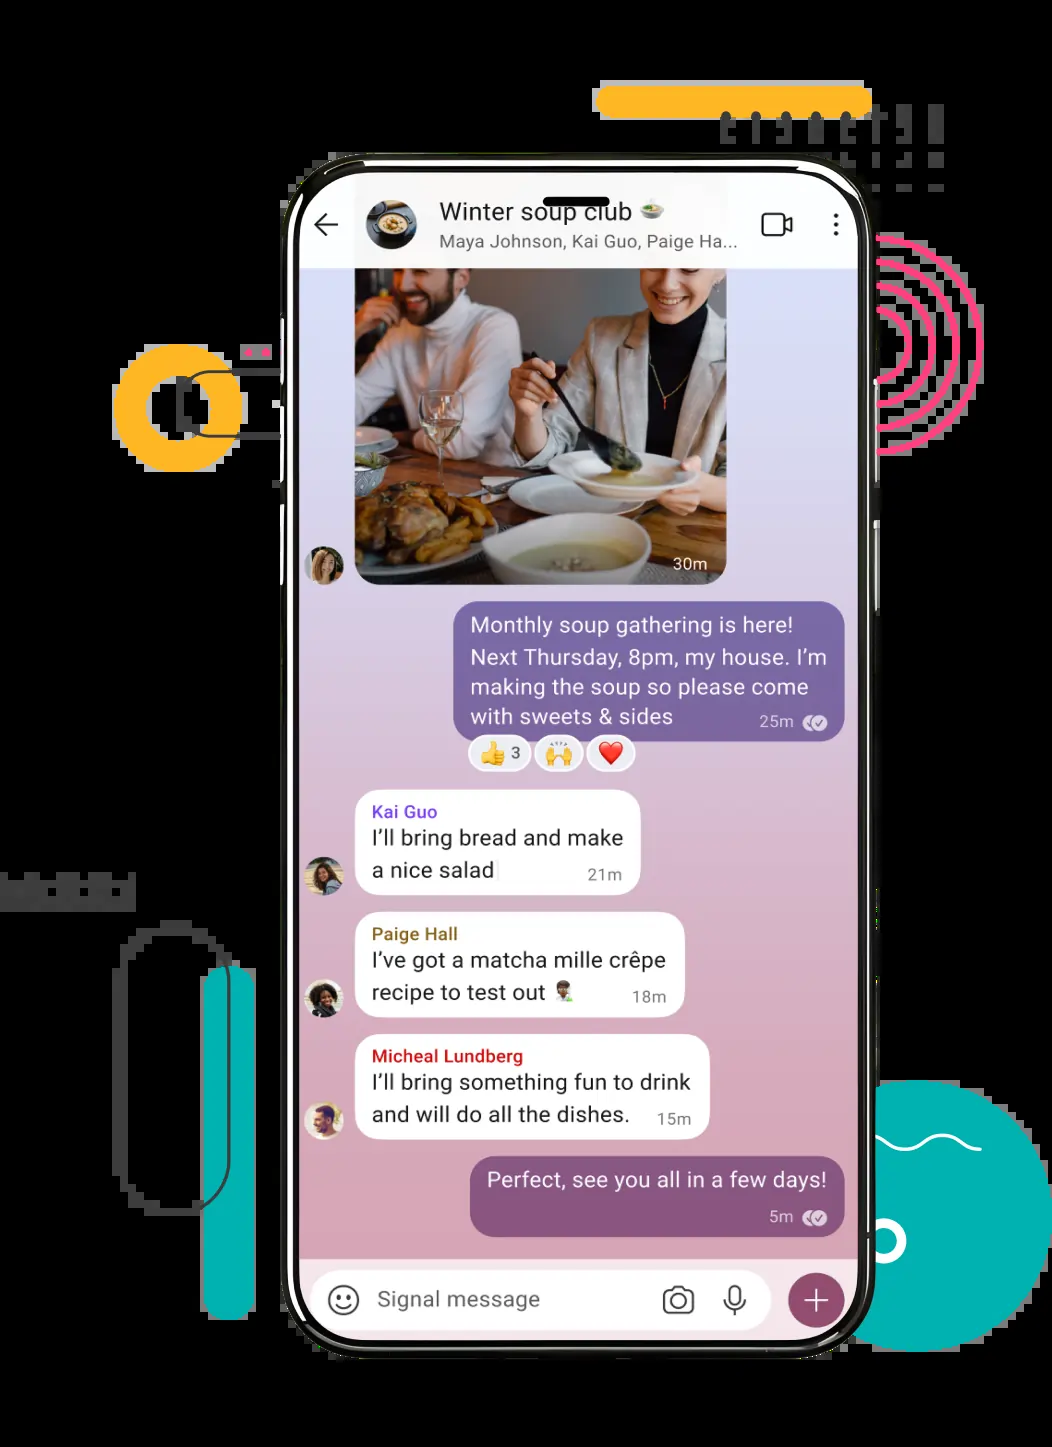 Winter soup club
Maya Johnson, Kai Guo, Paige Ha...
30m
Monthly soup gathering is here!
Next Thursday, 8pm, my house. I’m
making the soup so please come
with sweets & sides
25m
3
Kai Guo
I’ll bring bread and make
a nice salad
21m
Paige Hall
I’ve got a matcha mille crêpe
recipe to test out
18m
Micheal Lundberg
I’ll bring something fun to drink
and will do all the dishes.
15m
Perfect, see you all in a few days!
5m
Signal message